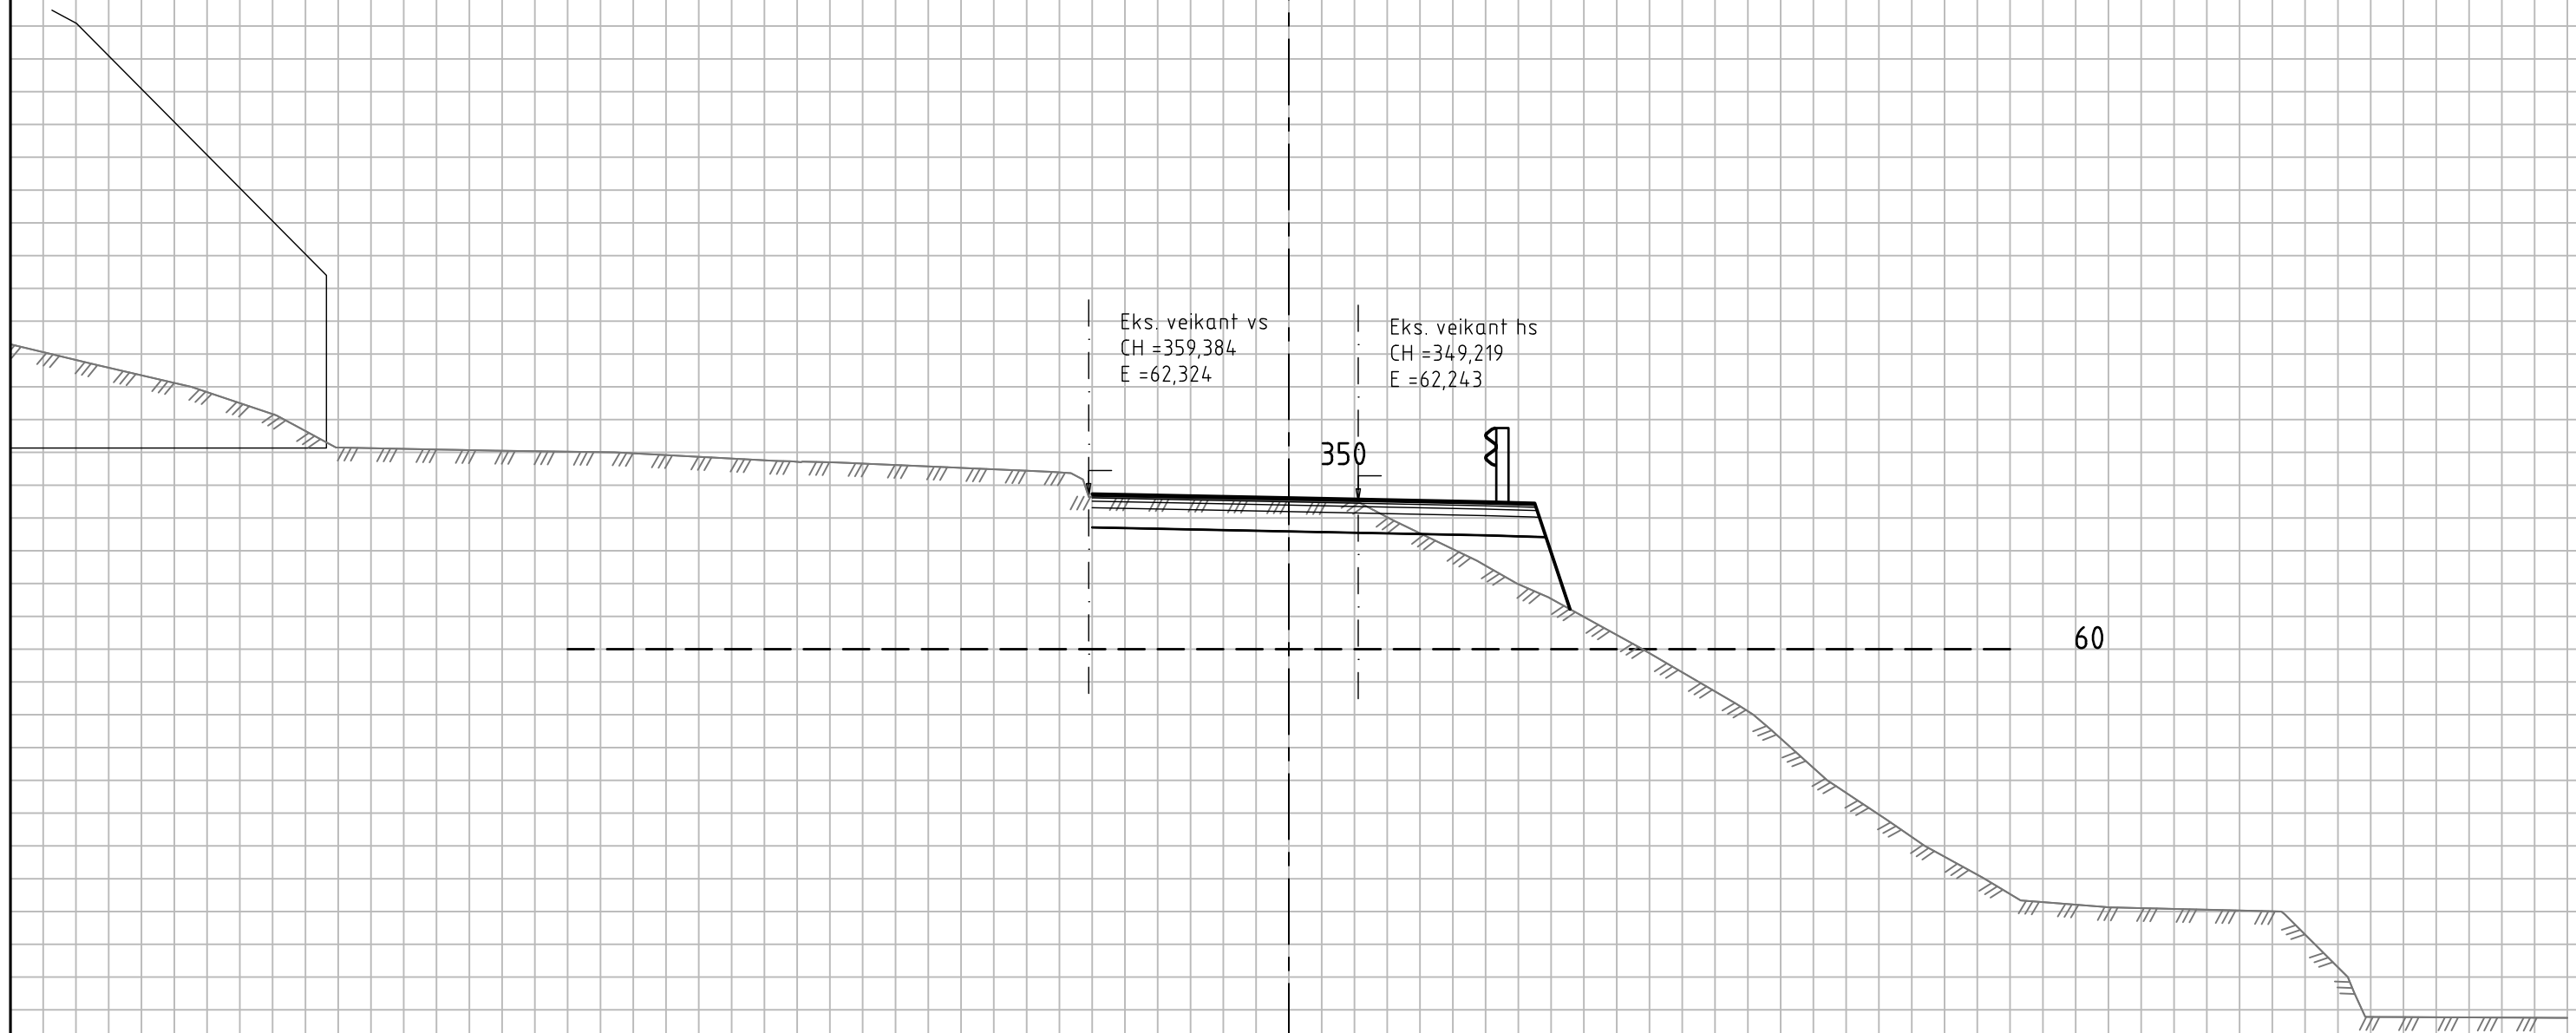 Eks. veikant vs
CH =359,384
E =62,324
Eks. veikant hs
CH =349,219
E =62,243
350
60